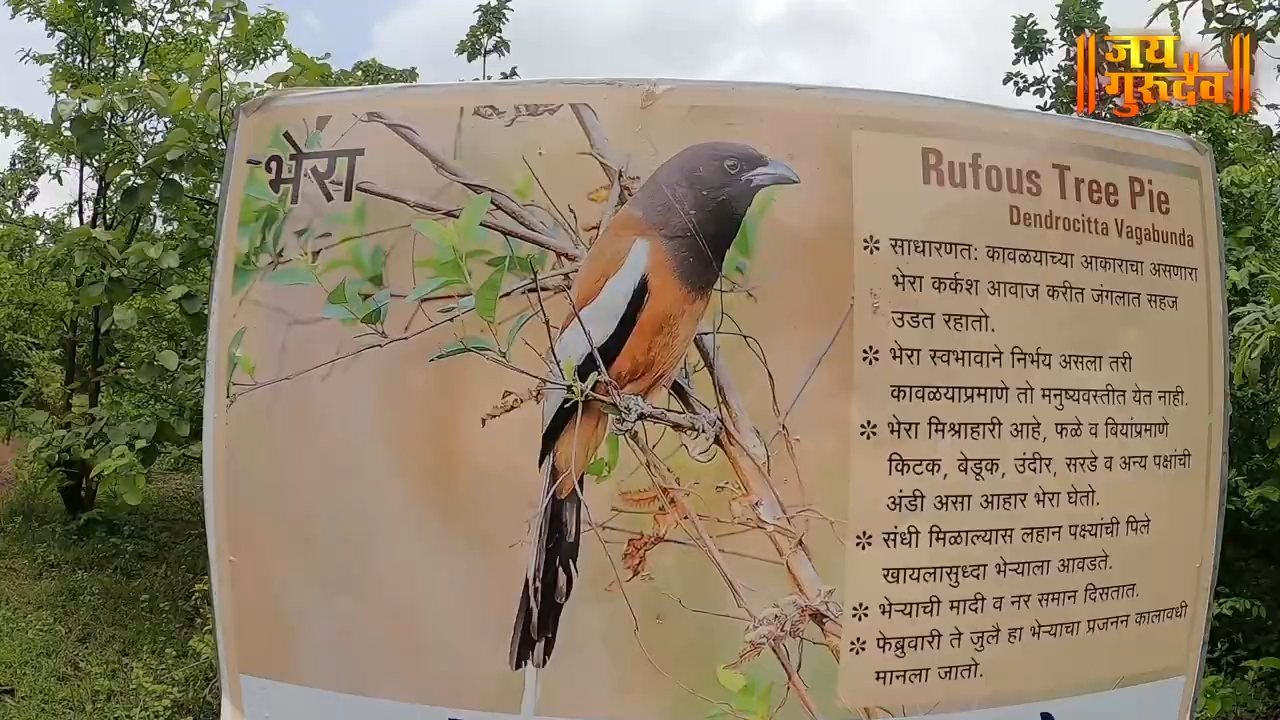 जय
गुरुदेव
भेरा
Rufous Tree Pie
Dendrocitta Vagabunda
* साधारणत: कावळयाच्या आकाराचा असणारा
भेरा कर्कश आवाज करीत जंगलात सहज
उडत रहातो.
* भेरा स्वभावाने निर्भय असला तरी
कावळयाप्रमाणे तो मनुष्यवस्तीत येत नाही.
* भेरा मिश्राहारी आहे, फळे व बियांप्रमाणे
किटक, बेडूक, उंदीर, सरडे व अन्य पक्षांची
अंडी असा आहार भेरा घेतो.
* संधी मिळाल्यास लहान पक्ष्यांची पिले
खायलासुध्दा भेऱ्याला आवडते.
* भेऱ्याची मादी व नर समान दिसतात.
* फेब्रुवारी ते जुलै हा भेऱ्याचा प्रजनन कालावधी
मानला जातो.